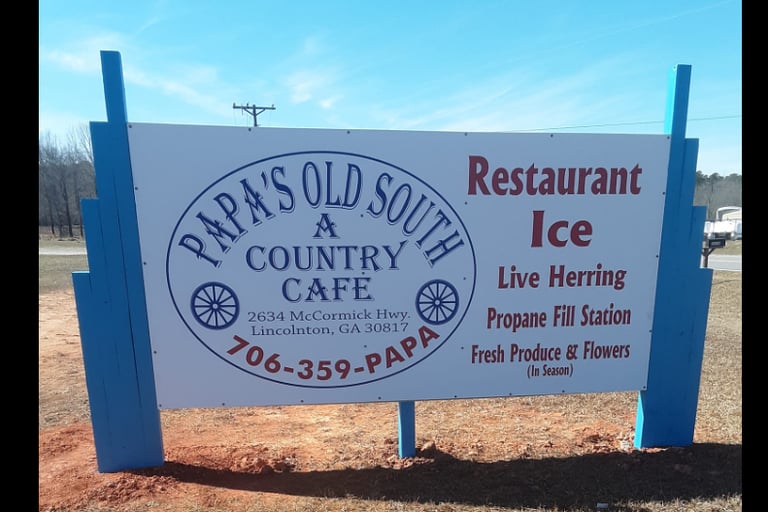 PAPA'S OLD SOUTH
A
COUNTRY
CAFÉ
2634 McCormick Hwy.
Lincolnton, GA 30817
706-359-PAPA
Restaurant
Ice
Live Herring
Propane Fill Station
Fresh Produce & Flowers
(In Season)